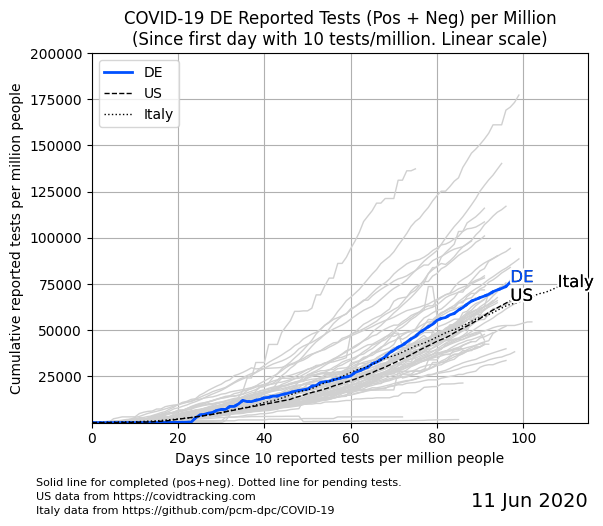 COVID-19 DE Reported Tests (Pos + Neg) per Million
(Since first day with 10 tests/million. Linear scale)
Cumulative reported tests per million people
200000
175000
150000
125000
100000
75000
50000
25000
DE
US
Italy
DE
US
Italy
0
20
40
60
80
100
Days since 10 reported tests per million people
Solid line for completed (pos+neg). Dotted line for pending tests.
US data from https://covidtracking.com
Italy data from https://github.com/pcm-dpc/COVID-19
11 Jun 2020